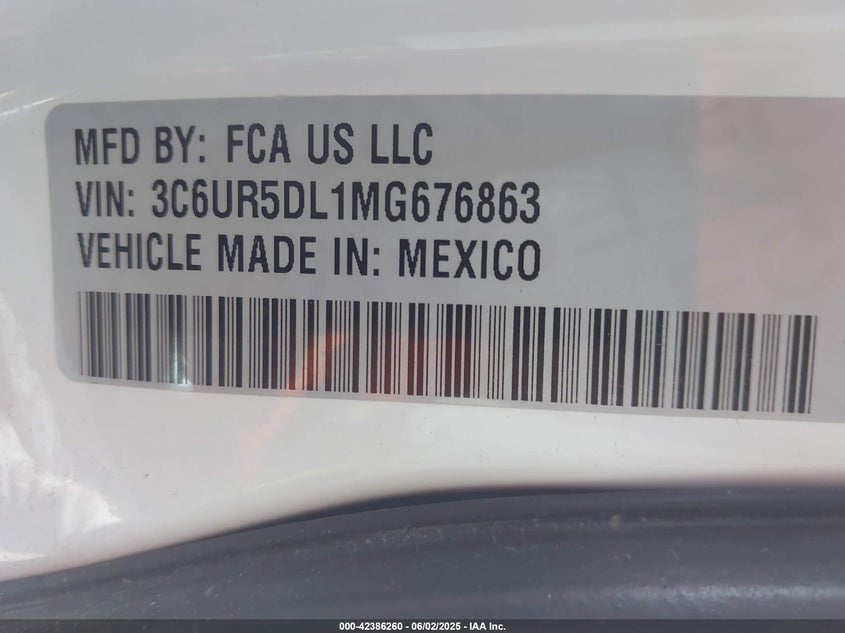 MFD BY: FCA US LLC
VIN: 3C6UR5DL1MG676863
VEHICLE MADE IN: MEXICO
000-42386260 - 06/02/2025 - IAA Inc.